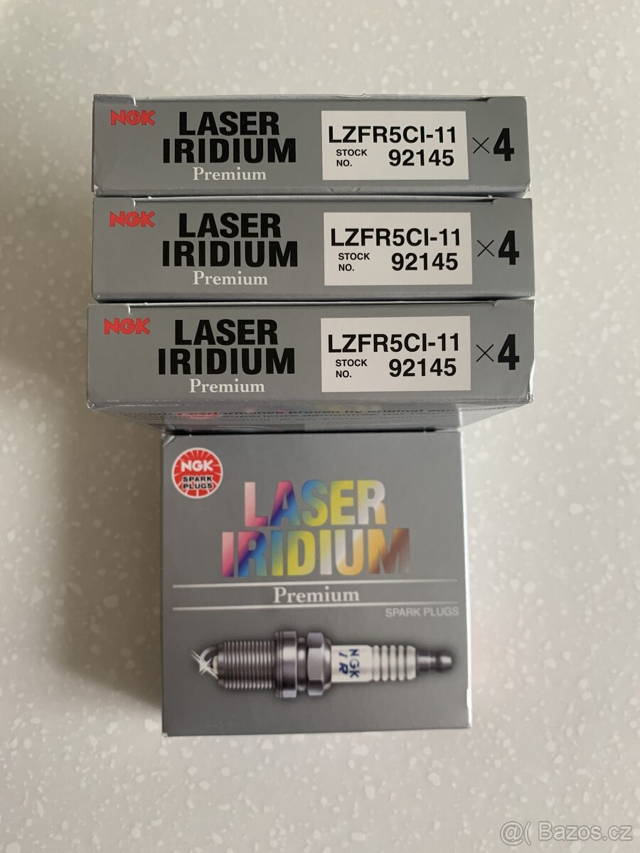 NGK LASER IRIDIUM Premium
LZFR5CI-11
STOCK NO. 92145
×4
NGK LASER IRIDIUM Premium
LZFR5CI-11
STOCK NO. 92145
×4
NGK LASER IRIDIUM Premium
LZFR5CI-11
STOCK NO. 92145
×4
NGK
SPARK
PLUGS
LASER
IRIDIUM
Premium
SPARK PLUGS
NGK
IR
@( Bazoš.cz